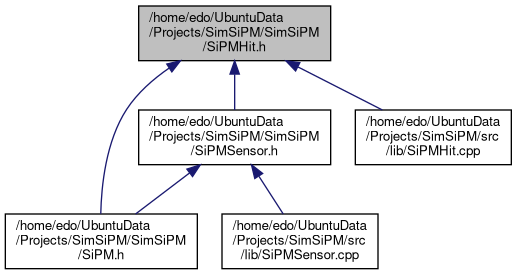 /home/edo/UbuntuData
/Projects/SimSiPM/SimSiPM
/SiPMHit.h
/home/edo/UbuntuData
/Projects/SimSiPM/SimSiPM
/SiPMSensor.h
/home/edo/UbuntuData
/Projects/SimSiPM/src
/lib/SiPMHit.cpp
/home/edo/UbuntuData
/Projects/SimSiPM/SimSiPM
/SiPM.h
/home/edo/UbuntuData
/Projects/SimSiPM/src
/lib/SiPMSensor.cpp